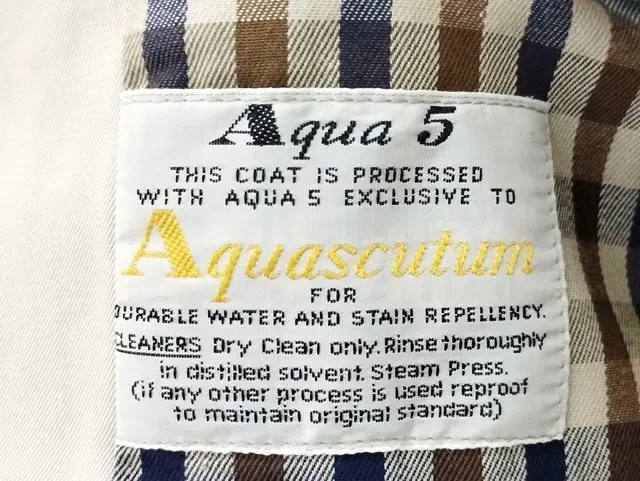 Aqua 5
THIS COAT IS PROCESSED
WITH AQUA 5 EXCLUSIVE TO
Aquascutum
FOR
DURABLE WATER AND STAIN REPELLENCY.
CLEANERS Dry Clean only. Rinse thoroughly
in distilled solvent. Steam Press.
(if any other process is used reproof
to maintain original standard)